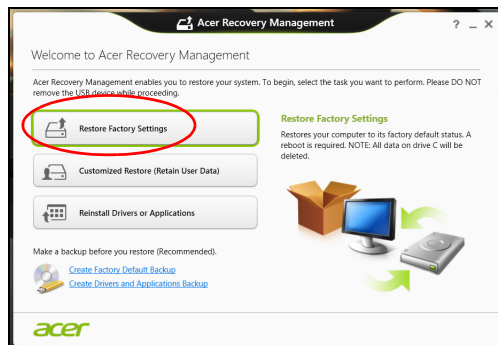 Acer Recovery Management
? _ ×
Welcome to Acer Recovery Management
Acer Recovery Management enables you to restore your system. To begin, select the task you want to perform. Please DO NOT
remove the USB device while proceeding.
Restore Factory Settings
Customized Restore (Retain User Data)
Reinstall Drivers or Applications
Restore Factory Settings
Restores your computer to its factory default status. A
reboot is required. NOTE: All data on drive C will be
deleted.
Make a backup before you restore (Recommended).
Create Factory Default Backup
Create Drivers and Applications Backup
acer